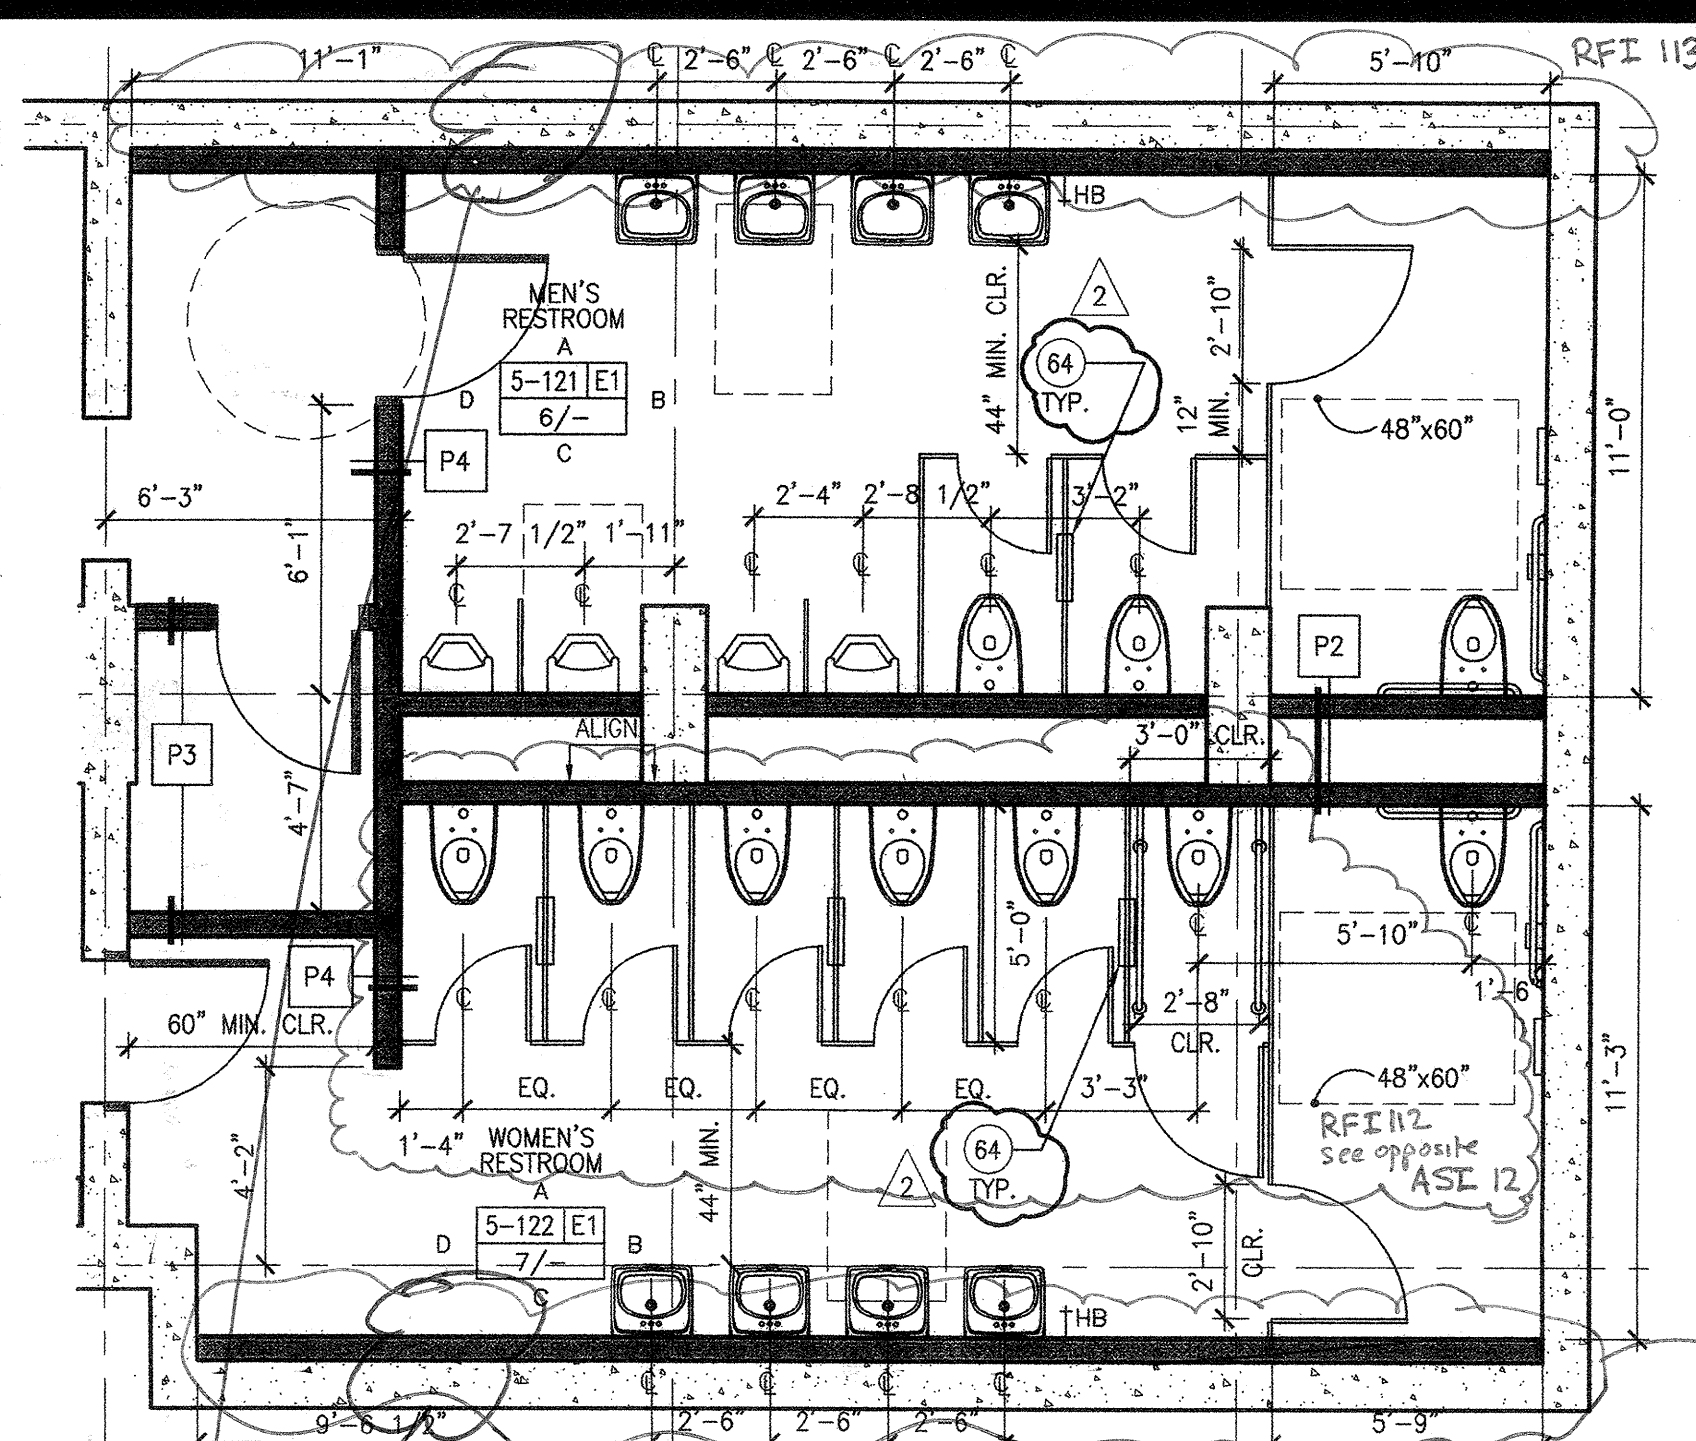 11'-1"
℄ 2'-6" ℄ 2'-6" ℄ 2'-6" ℄
5'-10"
RFI 113
HB
MEN'S
RESTROOM
A
5-121 E1
6/-
D
B
C
P4
2
64
TYP.
44" MIN. CLR.
2'-10"
12"
MIN.
48"x60"
11'-0"
6'-3"
6'-1"
2'-7 1/2" 1'-11"
2'-4" 2'-8 1/2" 3'-2"
℄ ℄ ℄ ℄
℄ ℄
P2
P3
ALIGN
3'-0" CLR.
4'-7"
5'-0"
℄
5'-10"
℄
1'-6"
P4
60" MIN. CLR.
℄ ℄ ℄ ℄ ℄
2'-8"
CLR.
EQ. EQ. EQ. EQ. 3'-3"
48"x60"
11'-3"
RFI 112
see opposite
ASI 12
1'-4"
WOMEN'S
RESTROOM
A
5-122 E1
7/-
D
B
C
44" MIN.
2
64
TYP.
4'-2"
2'-10"
CLR.
HB
℄ ℄ ℄ ℄
9'-6 1/2"
2'-6" 2'-6" 2'-6"
5'-9"